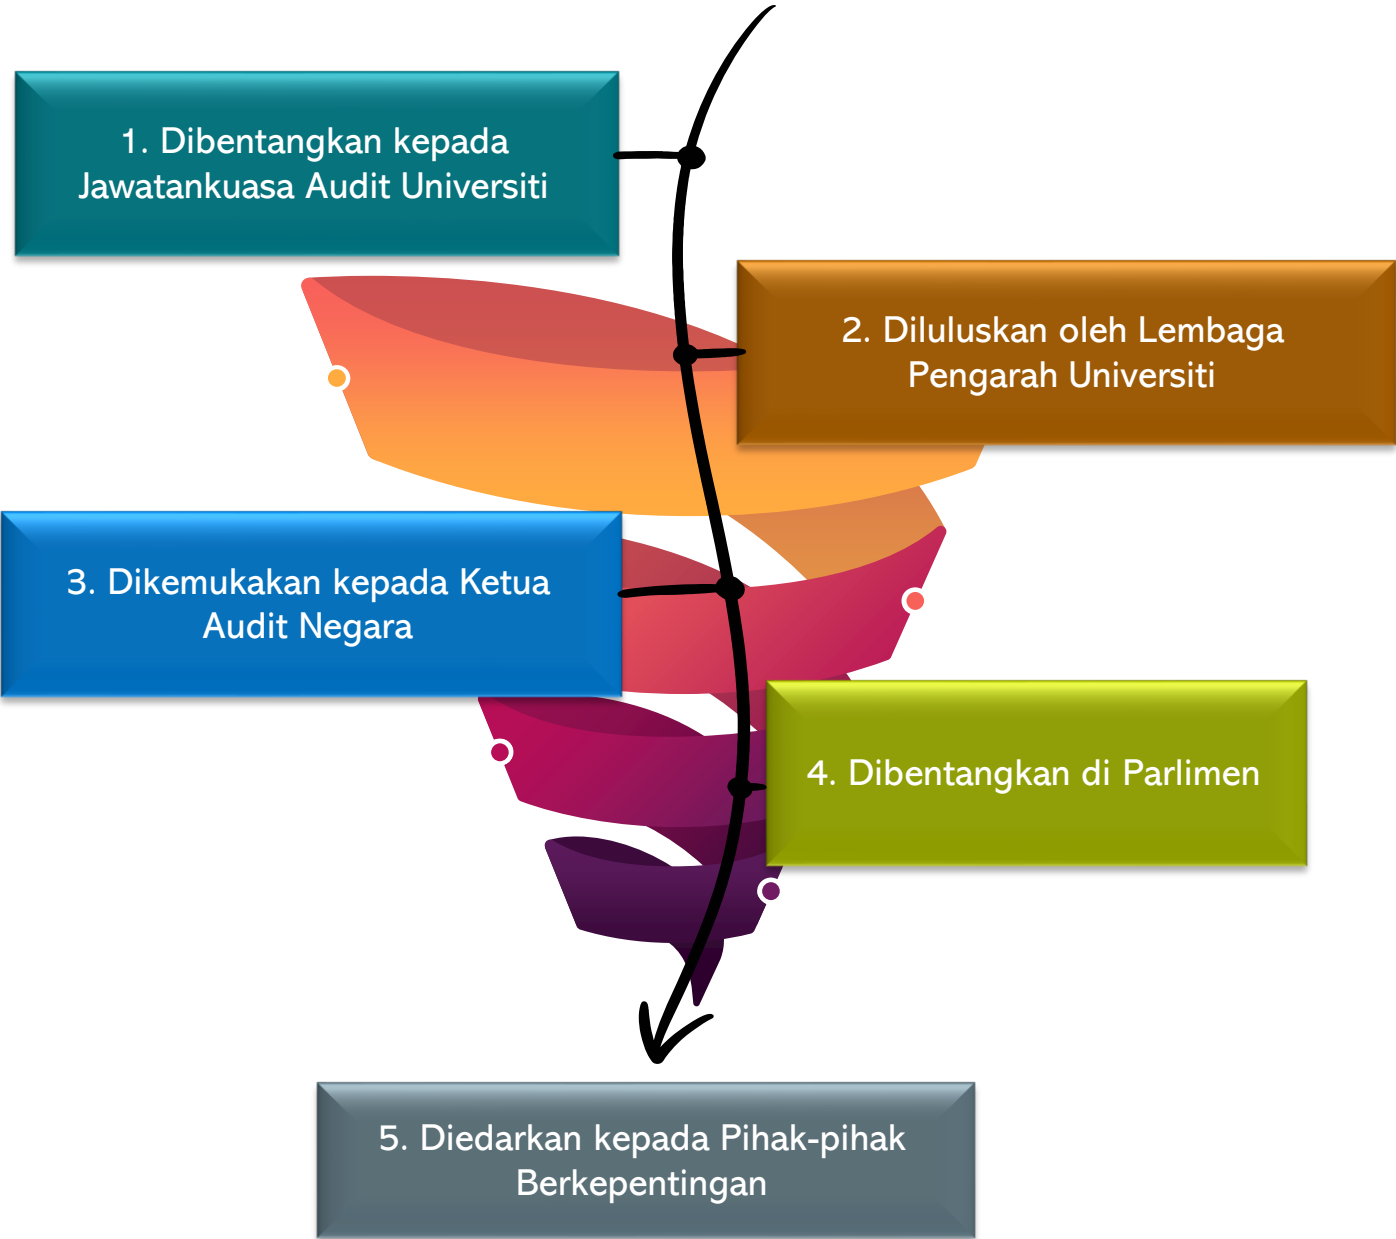 1. Dibentangkan kepada
Jawatankuasa Audit Universiti
2. Diluluskan oleh Lembaga
Pengarah Universiti
3. Dikemukakan kepada Ketua
Audit Negara
4. Dibentangkan di Parlimen
5. Diedarkan kepada Pihak-pihak
Berkepentingan